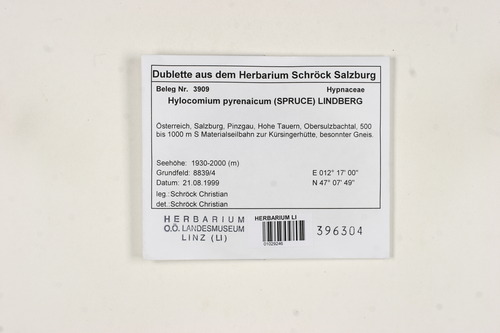 Dublette aus dem Herbarium Schröck Salzburg
Beleg Nr. 3909 Hypnaceae
Hylocomium pyrenaicum (SPRUCE) LINDBERG
Österreich, Salzburg, Pinzgau, Hohe Tauern, Obersulzbachtal, 500
bis 1000 m S Materialseilbahn zur Kürsingerhütte, besonnter Gneis.
Seehöhe: 1930-2000 (m)
Grundfeld: 8839/4 E 012° 17' 00"
Datum: 21.08.1999 N 47° 07' 49"
leg.:Schröck Christian
det.:Schröck Christian
HERBARIUM
O.Ö. LANDESMUSEUM
LINZ (LI)
HERBARIUM LI
01029246
396304